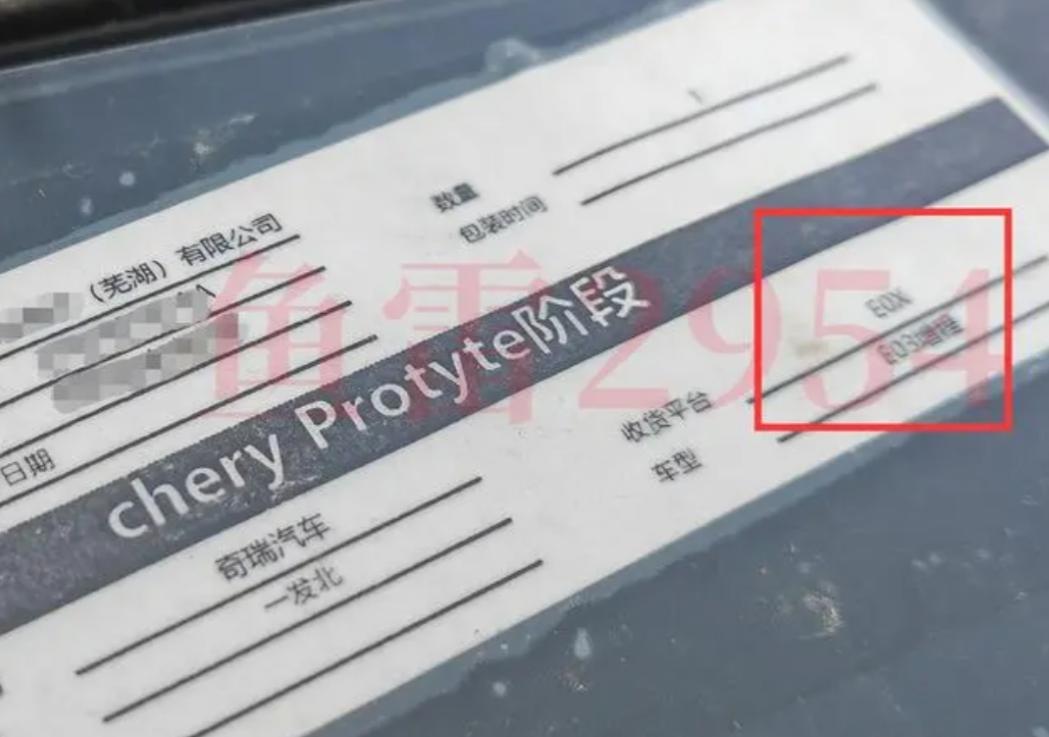 数量
包装时间
（芜湖）有限公司
日期
chery Protyte阶段
收货平台 E0X
车型 E03增程
奇瑞汽车
一发北
鱼雷2954